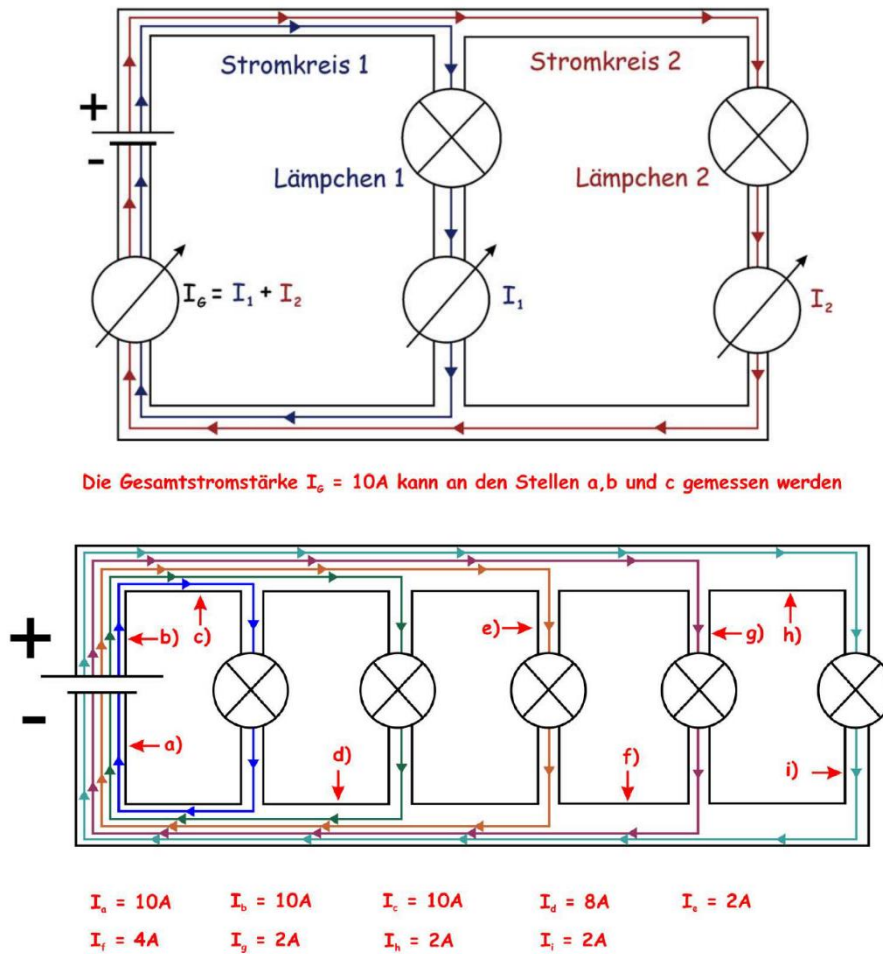 Stromkreis 1
Stromkreis 2
+
-
Lämpchen 1
Lämpchen 2
I_G = I_1 + I_2
I_1
I_2
Die Gesamtstromstärke I_G = 10A kann an den Stellen a,b und c gemessen werden
+
-
b)
c)
e)
g)
h)
a)
d)
f)
i)
I_a = 10A I_b = 10A I_c = 10A I_d = 8A I_e = 2A
I_f = 4A I_g = 2A I_h = 2A I_i = 2A